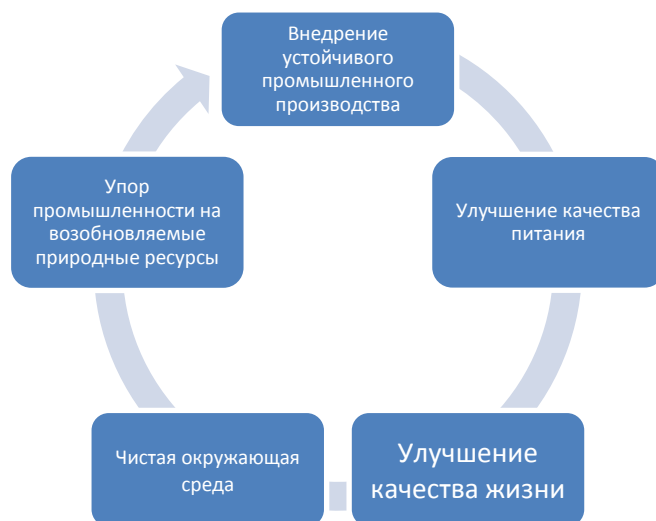 Внедрение
устойчивого
промышленного
производства
Улучшение качества
питания
Улучшение
качества жизни
Чистая окружающая
среда
Упор
промышленности на
возобновляемые
природные ресурсы